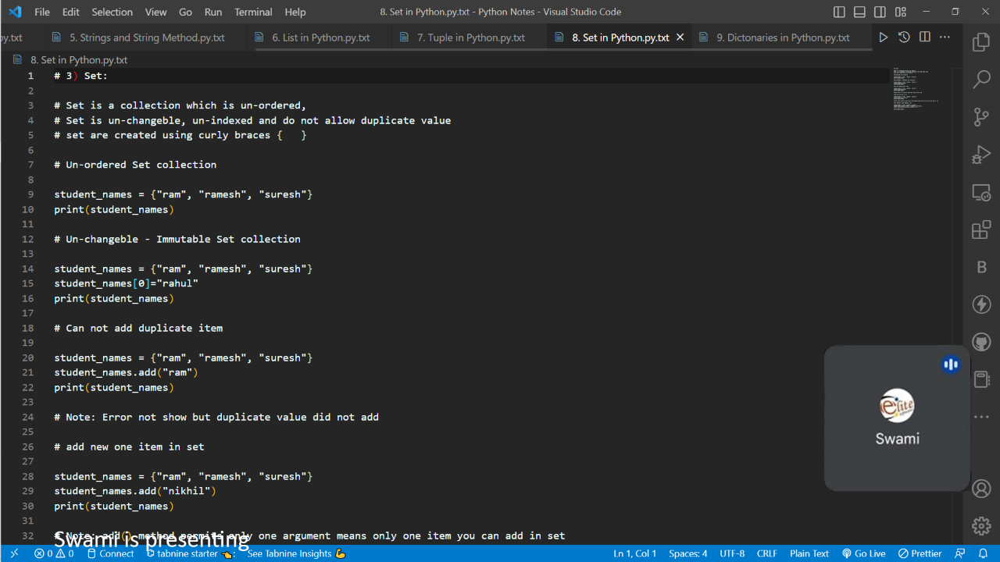 File Edit Selection View Go Run Terminal Help 8. Set in Python.py.txt - Python Notes - Visual Studio Code
py.txt 5. Strings and String Method.py.txt 6. List in Python.py.txt 7. Tuple in Python.py.txt 8. Set in Python.py.txt 9. Dictonaries in Python.py.txt
8. Set in Python.py.txt
1 # 3) Set:
2
3 # Set is a collection which is un-ordered,
4 # Set is un-changeble, un-indexed and do not allow duplicate value
5 # set are created using curly braces {   }
6
7 # Un-ordered Set collection
8
9 student_names = {"ram", "ramesh", "suresh"}
10 print(student_names)
11
12 # Un-changeble - Immutable Set collection
13
14 student_names = {"ram", "ramesh", "suresh"}
15 student_names[0]="rahul"
16 print(student_names)
17
18 # Can not add duplicate item
19
20 student_names = {"ram", "ramesh", "suresh"}
21 student_names.add("ram")
22 print(student_names)
23
24 # Note: Error not show but duplicate value did not add
25
26 # add new one item in set
27
28 student_names = {"ram", "ramesh", "suresh"}
29 student_names.add("nikhil")
30 print(student_names)
31
32 # Note: add() method permits only one argument means only one item you can add in set
Swami is presenting
elite
Swami
0 0 Connect tabnine starter : See Tabnine Insights Ln 1, Col 1 Spaces: 4 UTF-8 CRLF Plain Text Go Live Prettier